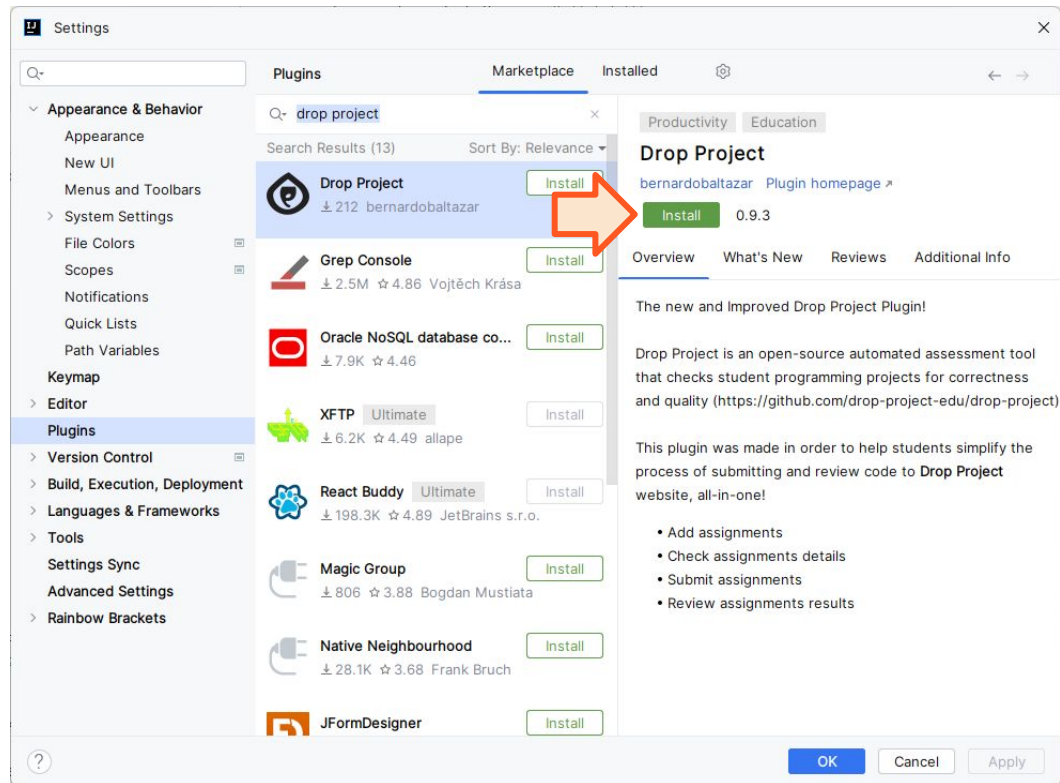 Settings
Plugins
Marketplace
Installed
Appearance & Behavior
Appearance
New UI
Menus and Toolbars
System Settings
File Colors
Scopes
Notifications
Quick Lists
Path Variables
Keymap
Editor
Plugins
Version Control
Build, Execution, Deployment
Languages & Frameworks
Tools
Settings Sync
Advanced Settings
Rainbow Brackets
drop project
Search Results (13) Sort By: Relevance
Drop Project Install
212 bernardobaltazar
Grep Console Install
2.5M 4.86 Vojtěch Krása
Oracle NoSQL database co... Install
7.9K 4.46
XFTP Ultimate Install
6.2K 4.49 allape
React Buddy Ultimate Install
198.3K 4.89 JetBrains s.r.o.
Magic Group Install
806 3.88 Bogdan Mustiata
Native Neighbourhood Install
28.1K 3.68 Frank Bruch
JFormDesigner Install
Productivity Education
Drop Project
bernardobaltazar Plugin homepage
Install 0.9.3
Overview What's New Reviews Additional Info
The new and Improved Drop Project Plugin!
Drop Project is an open-source automated assessment tool
that checks student programming projects for correctness
and quality (https://github.com/drop-project-edu/drop-project)
This plugin was made in order to help students simplify the
process of submitting and review code to Drop Project
website, all-in-one!
• Add assignments
• Check assignments details
• Submit assignments
• Review assignments results
? OK Cancel Apply